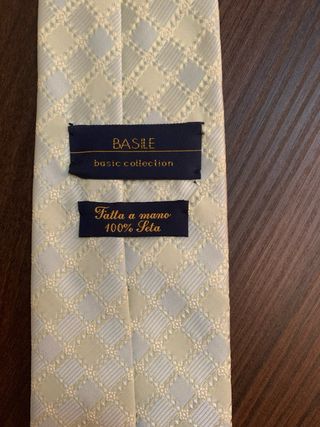 BASILE
basic collection
Fatta a mano
100% Seta